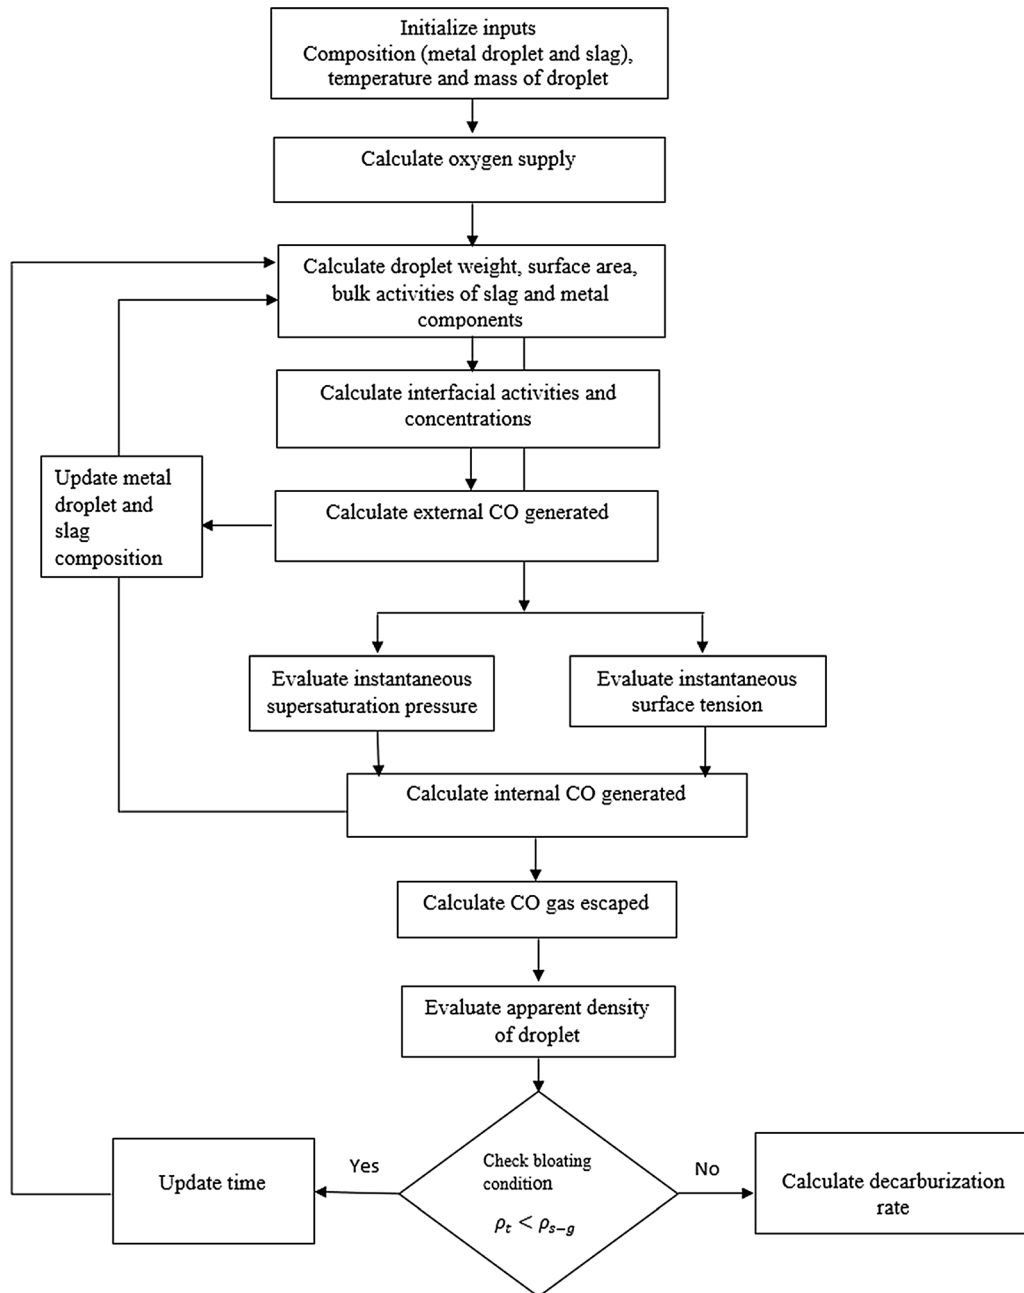 Initialize inputs
Composition (metal droplet and slag),
temperature and mass of droplet
Calculate oxygen supply
Calculate droplet weight, surface area,
bulk activities of slag and metal
components
Calculate interfacial activities and
concentrations
Update metal
droplet and
slag
composition
Calculate external CO generated
Evaluate instantaneous
supersaturation pressure
Evaluate instantaneous
surface tension
Calculate internal CO generated
Calculate CO gas escaped
Evaluate apparent density
of droplet
Update time
Yes
Check bloating
condition
ρₜ < ρₛ₋g
No
Calculate decarburization
rate